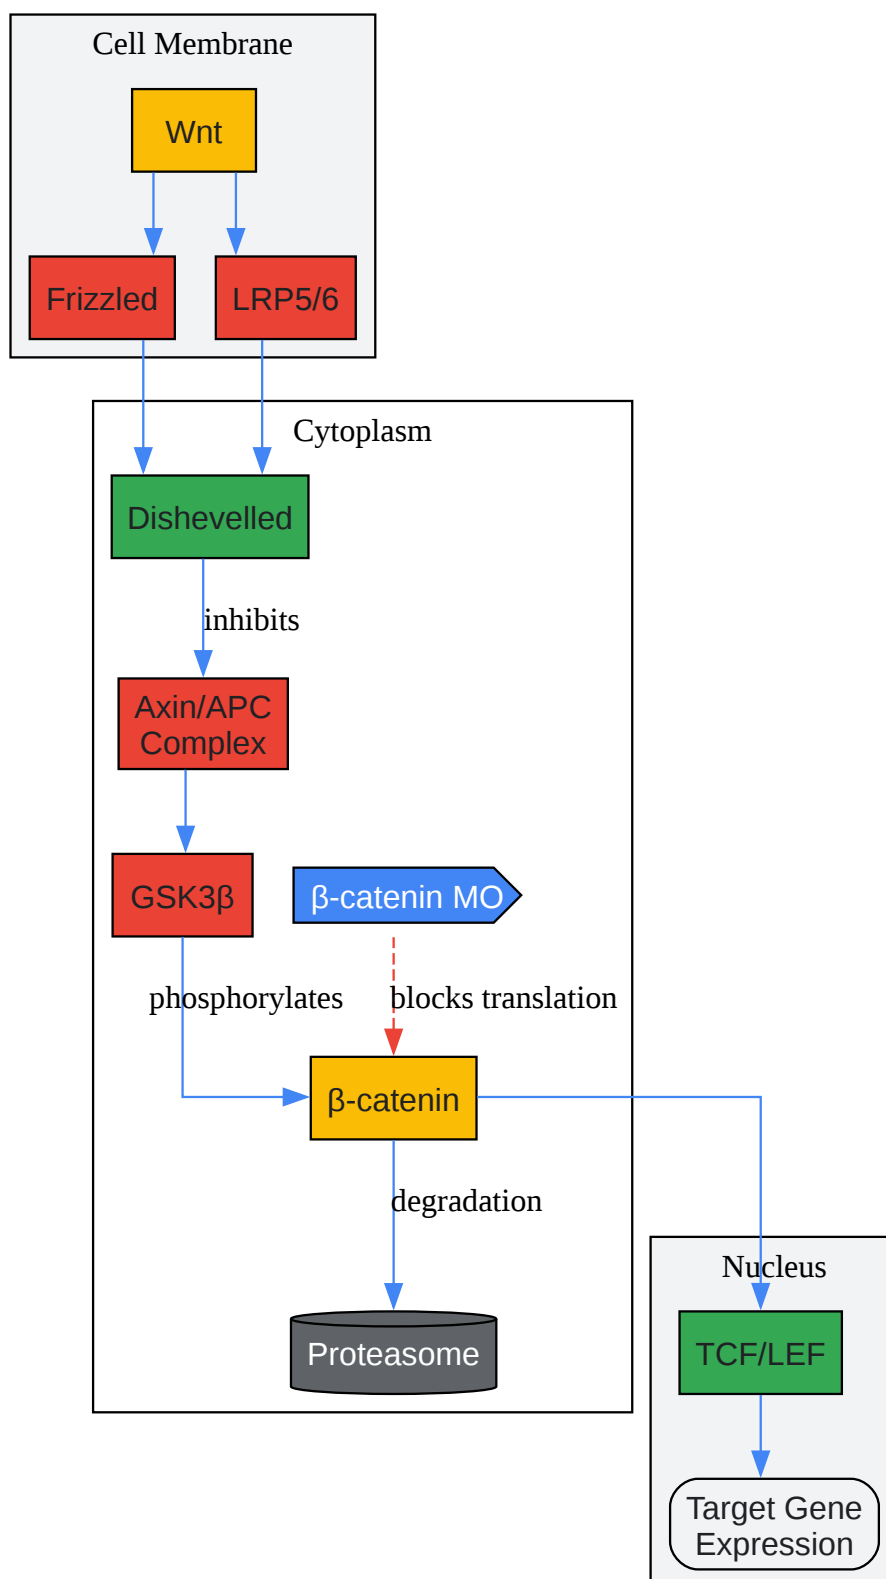 Cell Membrane
Wnt
Frizzled
LRP5/6
Cytoplasm
Dishevelled
inhibits
Axin/APC
Complex
GSK3β
β-catenin MO
phosphorylates
blocks translation
β-catenin
degradation
Nucleus
Proteasome
TCF/LEF
Target Gene
Expression